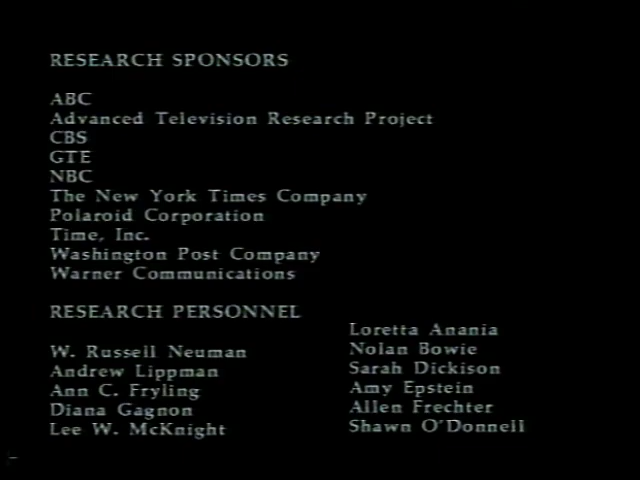 RESEARCH SPONSORS
ABC
Advanced Television Research Project
CBS
GTE
NBC
The New York Times Company
Polaroid Corporation
Time, Inc.
Washington Post Company
Warner Communications
RESEARCH PERSONNEL
W. Russell Neuman
Andrew Lippman
Ann C. Fryling
Diana Gagnon
Lee W. McKnight
Loretta Anania
Nolan Bowie
Sarah Dickison
Amy Epstein
Allen Frechter
Shawn O'Donnell